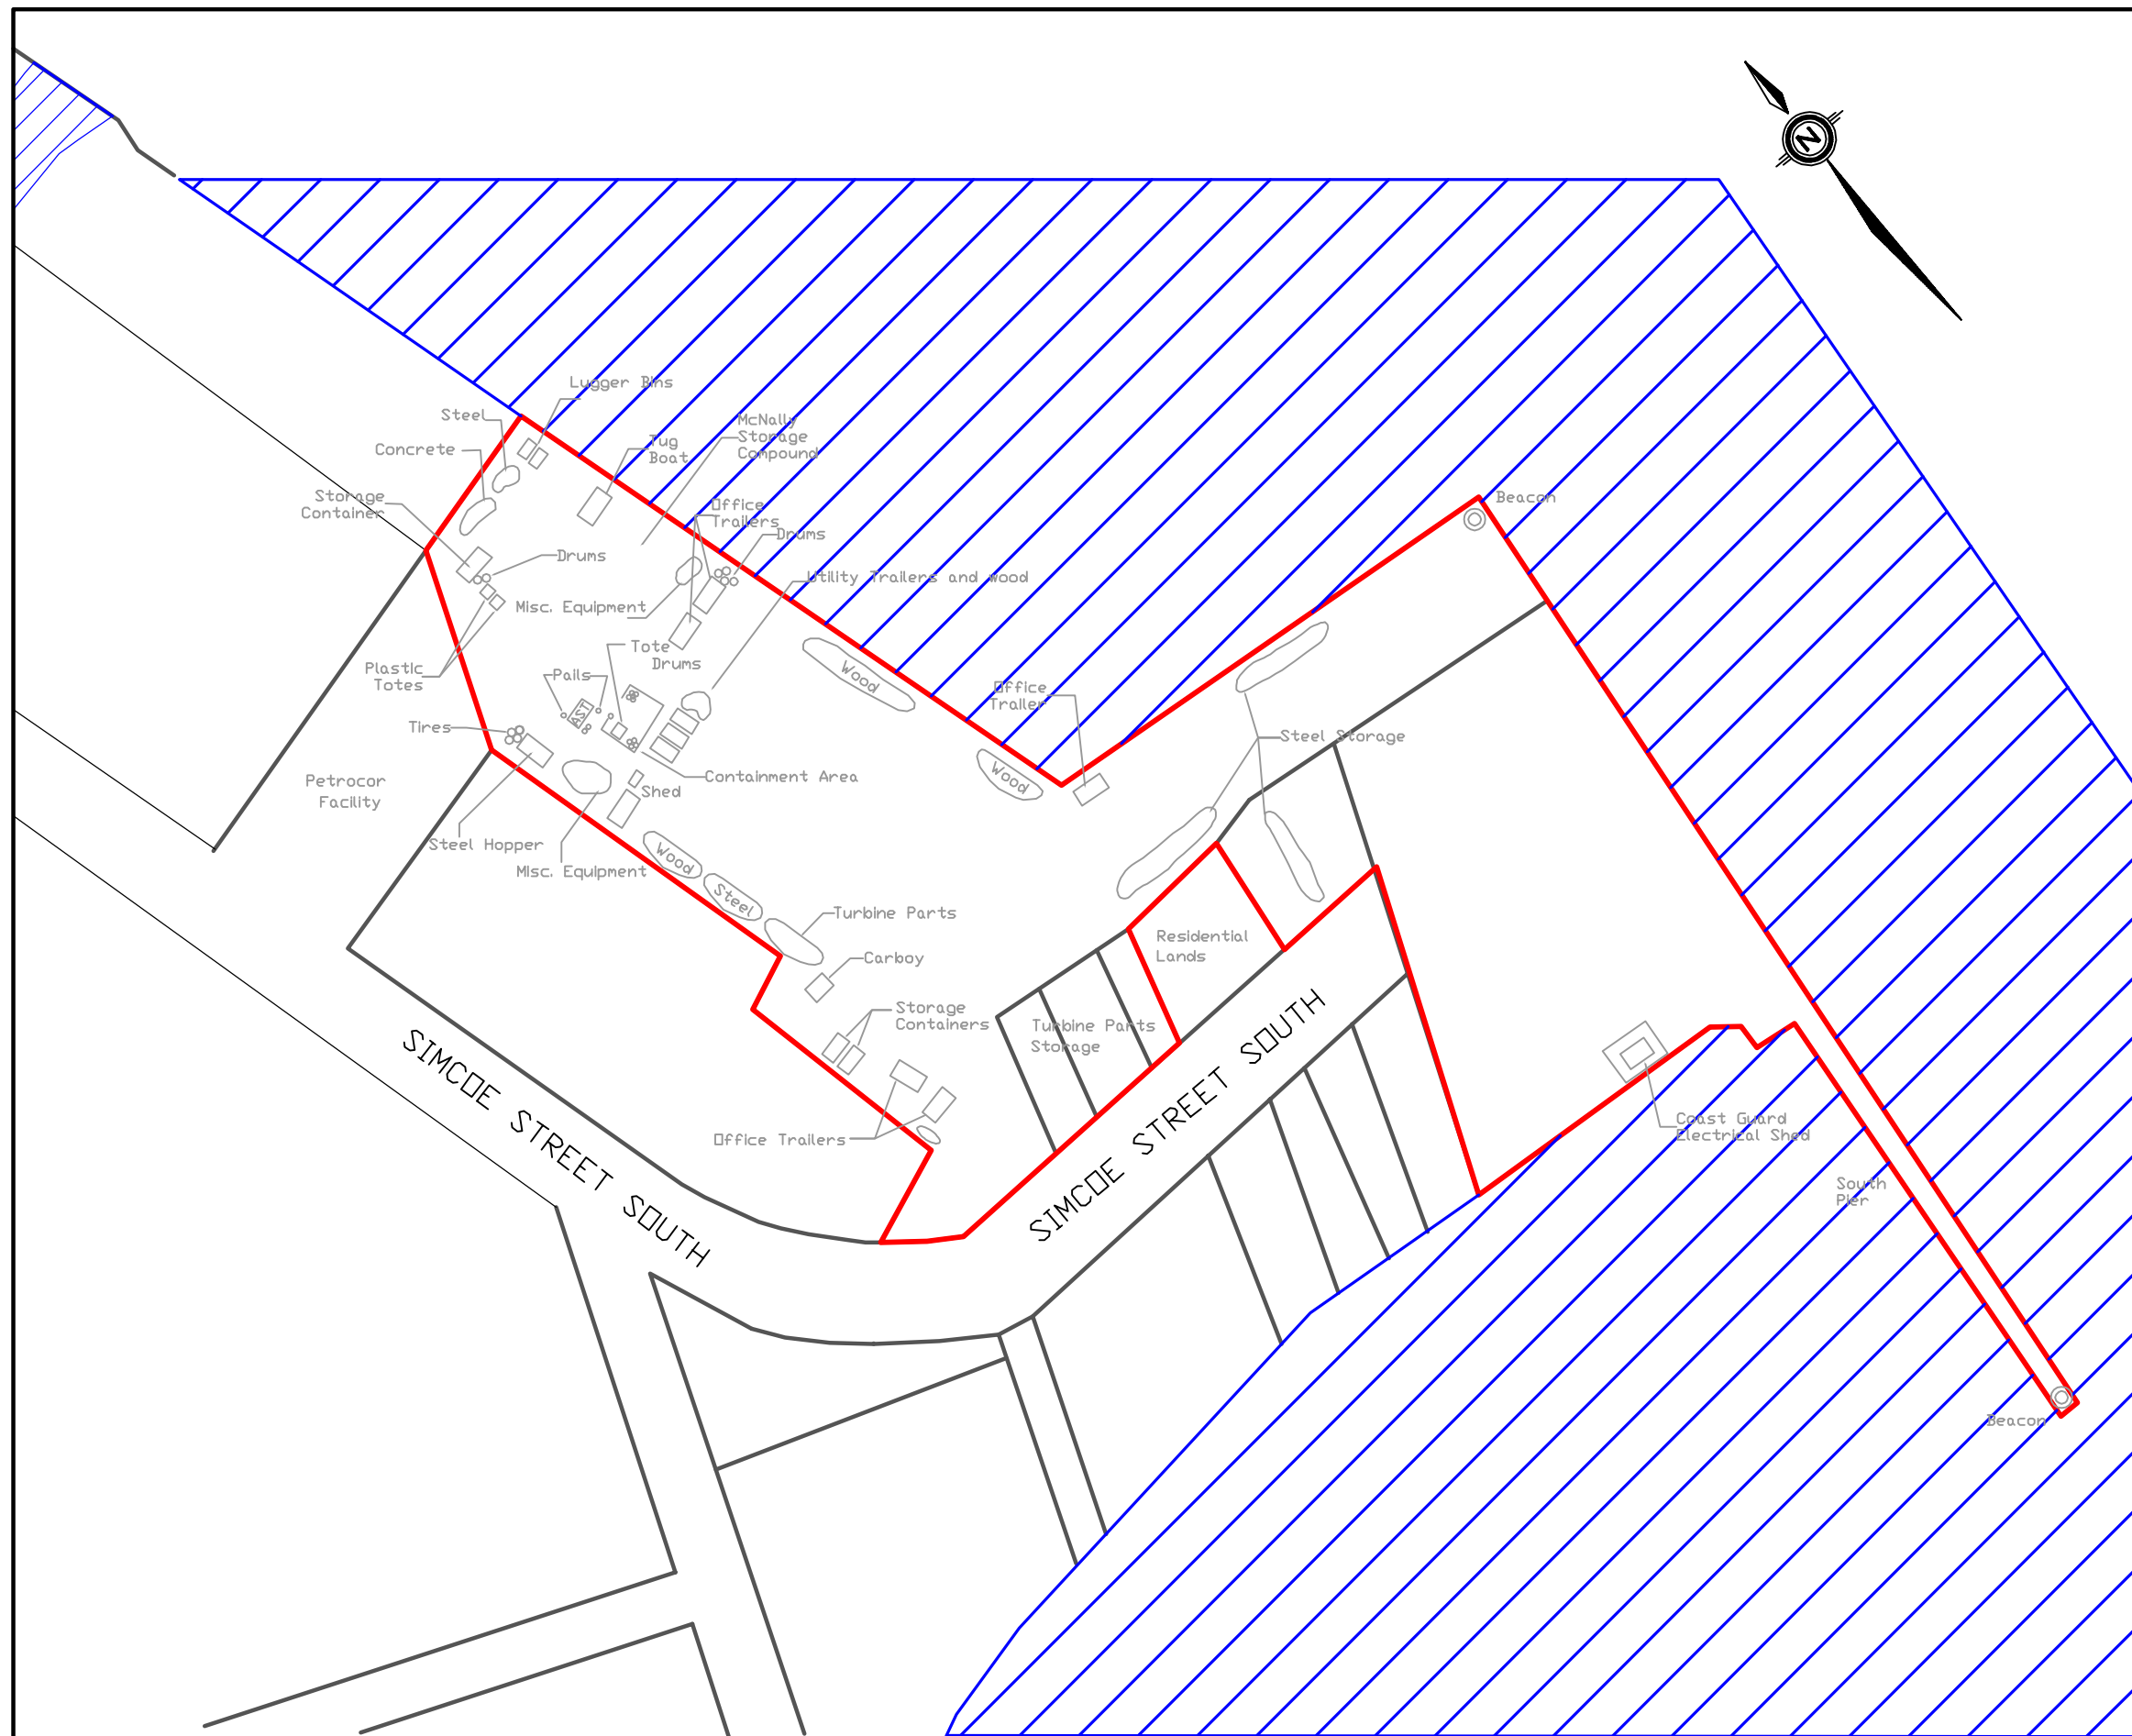 N
Lugger Bins
Steel
McNally
Storage
Compound
Concrete
Tug
Boat
Storage
Container
Beacon
Office
Trailers
Drums
Drums
Utility Trailers and wood
Misc. Equipment
Tote
Drums
Plastic
Totes
Pails
Wood
Office
Trailer
AST
Tires
Steel Storage
Petrocor
Facility
Containment Area
Wood
Shed
Steel Hopper
Misc. Equipment
Wood
Steel
Turbine Parts
Residential
Lands
Carboy
Storage
Containers
Turbine Parts
Storage
SIMCOE STREET SOUTH
SIMCOE STREET SOUTH
Office Trailers
Coast Guard
Electrical Shed
South
Pier
Beacon